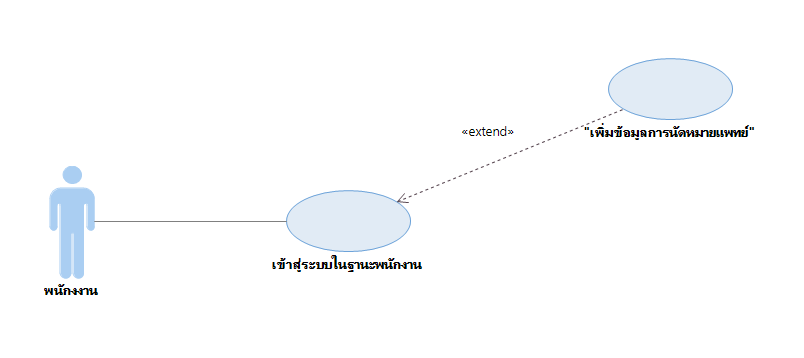 «extend»
"เพิ่มข้อมูลการนัดหมายแพทย์"
เข้าสู่ระบบในฐานะพนักงาน
พนักงงาน